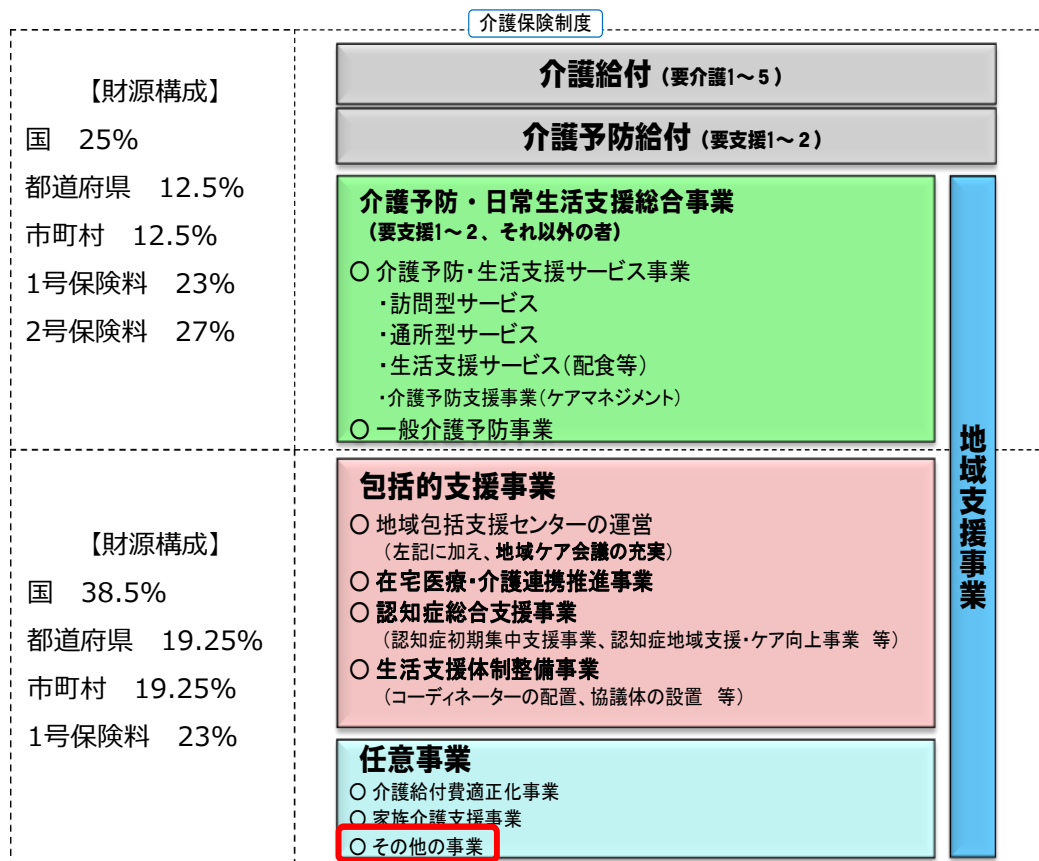 介護保険制度
【財源構成】
国　25%
都道府県　12.5%
市町村　12.5%
1号保険料　23%
2号保険料　27%
介護給付（要介護1～5）
介護予防給付（要支援1～2）
介護予防・日常生活支援総合事業
（要支援1～2、それ以外の者）
○ 介護予防・生活支援サービス事業
・訪問型サービス
・通所型サービス
・生活支援サービス（配食等）
・介護予防支援事業（ケアマネジメント）
○ 一般介護予防事業
【財源構成】
国　38.5%
都道府県　19.25%
市町村　19.25%
1号保険料　23%
包括的支援事業
○ 地域包括支援センターの運営
（左記に加え、地域ケア会議の充実）
○ 在宅医療・介護連携推進事業
○ 認知症総合支援事業
（認知症初期集中支援事業、認知症地域支援・ケア向上事業　等）
○ 生活支援体制整備事業
（コーディネーターの配置、協議体の設置　等）
任意事業
○ 介護給付費適正化事業
○ 家族介護支援事業
○ その他の事業
地域支援事業